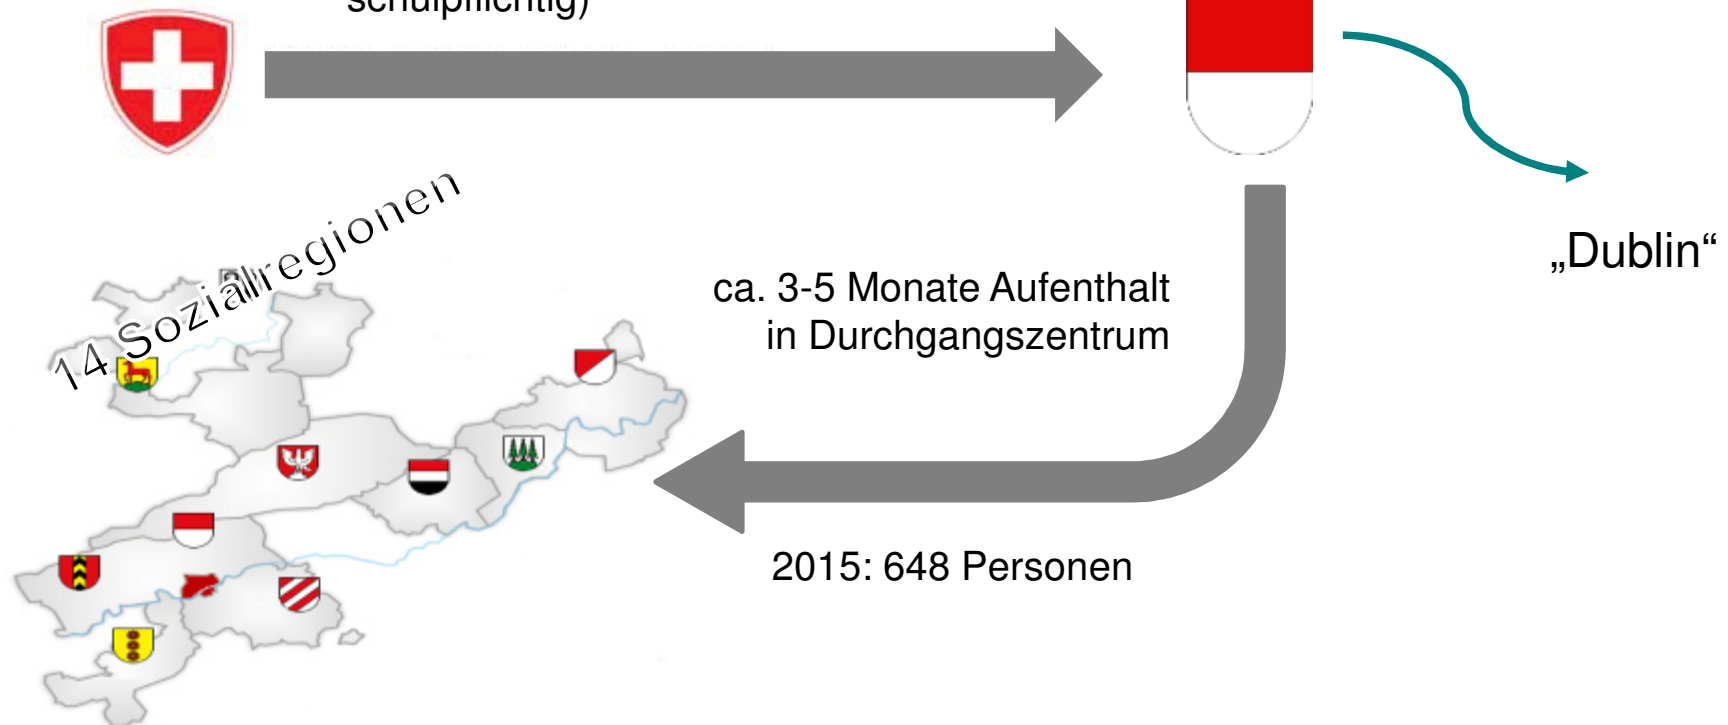 schulpflichtig)
„Dublin“
14 Sozialregionen
ca. 3-5 Monate Aufenthalt
in Durchgangszentrum
2015: 648 Personen